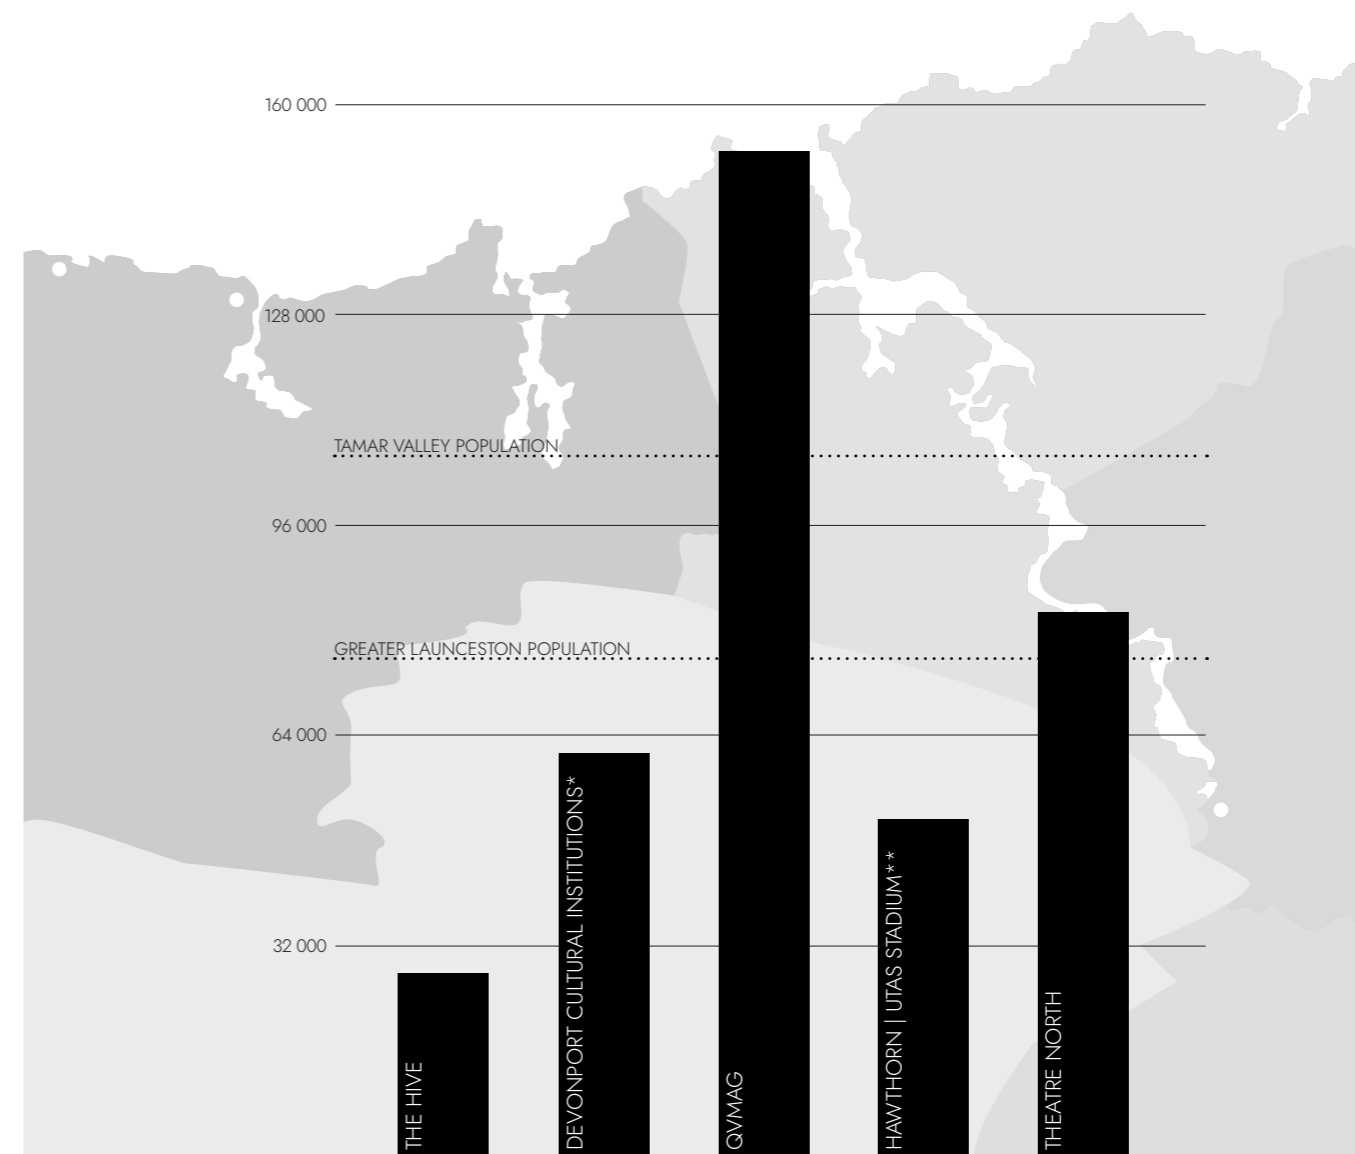 160 000
128 000
TAMAR VALLEY POPULATION
96 000
GREATER LAUNCESTON POPULATION
64 000
32 000
THE HIVE
DEVONPORT CULTURAL INSTITUTIONS*
QVMAG
HAWTHORN | UTAS STADIUM**
THEATRE NORTH